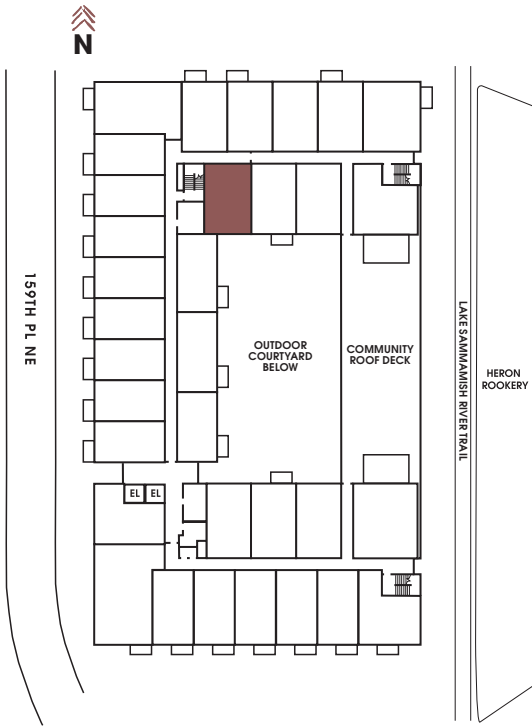 N
159TH PL NE
OUTDOOR
COURTYARD
BELOW
COMMUNITY
ROOF DECK
LAKE SAMMAMISH RIVER TRAIL
HERON
ROOKERY
EL EL